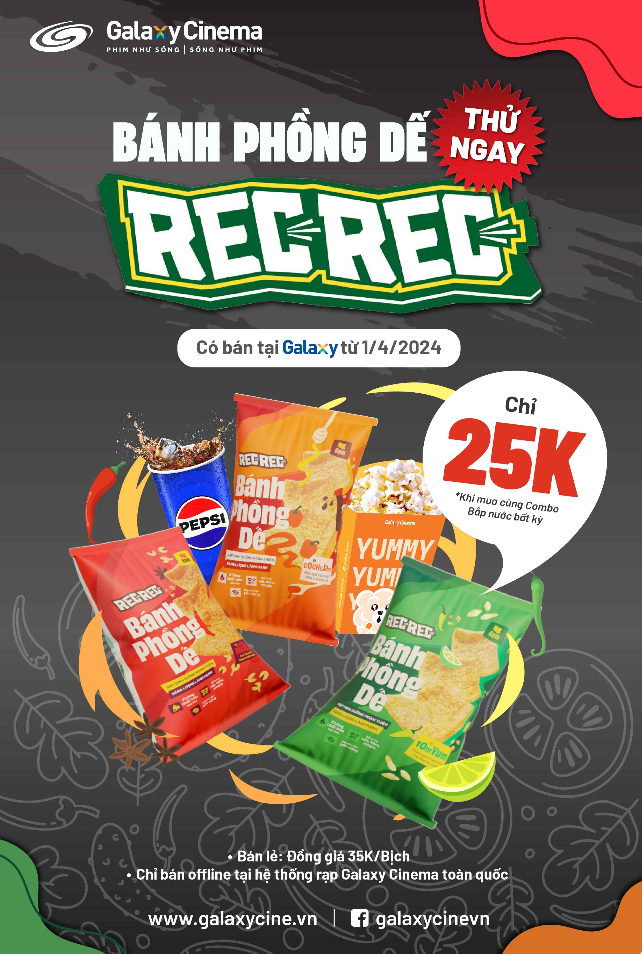 Galaxy Cinema
PHIM NHƯ SỐNG | SỐNG NHƯ PHIM
BÁNH PHỒNG DẾ
THỬ
NGAY
REC REC
Có bán tại Galaxy từ 1/4/2024
Chỉ
25K
*Khi mua cùng Combo
Bắp nước bất kỳ
PEPSI
REC REC
Bánh
Phồng
Dế
YUMMY
REC REC
Bánh
Phồng
Dế
REC REC
Bánh
Phồng
Dế
TOmYum
• Bán lẻ: Đồng giá 35K/Bịch
• Chỉ bán offline tại hệ thống rạp Galaxy Cinema toàn quốc
www.galaxycine.vn | galaxycinevn